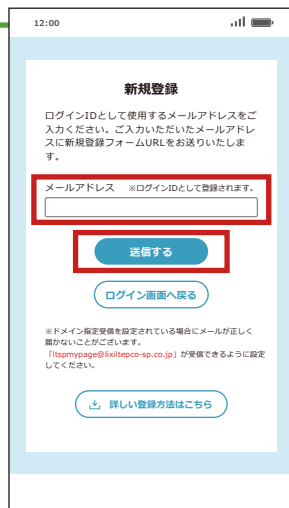 12:00
新規登録
ログインIDとして使用するメールアドレスをご
入力ください。ご入力いただいたメールアドレ
スに新規登録フォームURLをお送りいたしま
す。
メールアドレス ※ログインIDとして登録されます。
送信する
ログイン画面へ戻る
※ドメイン指定受信を設定されている場合にメールが正しく
届かないことがございます。
「ltspmypage@lixiltepco-sp.co.jp」が受信できるように設定
してください。
詳しい登録方法はこちら